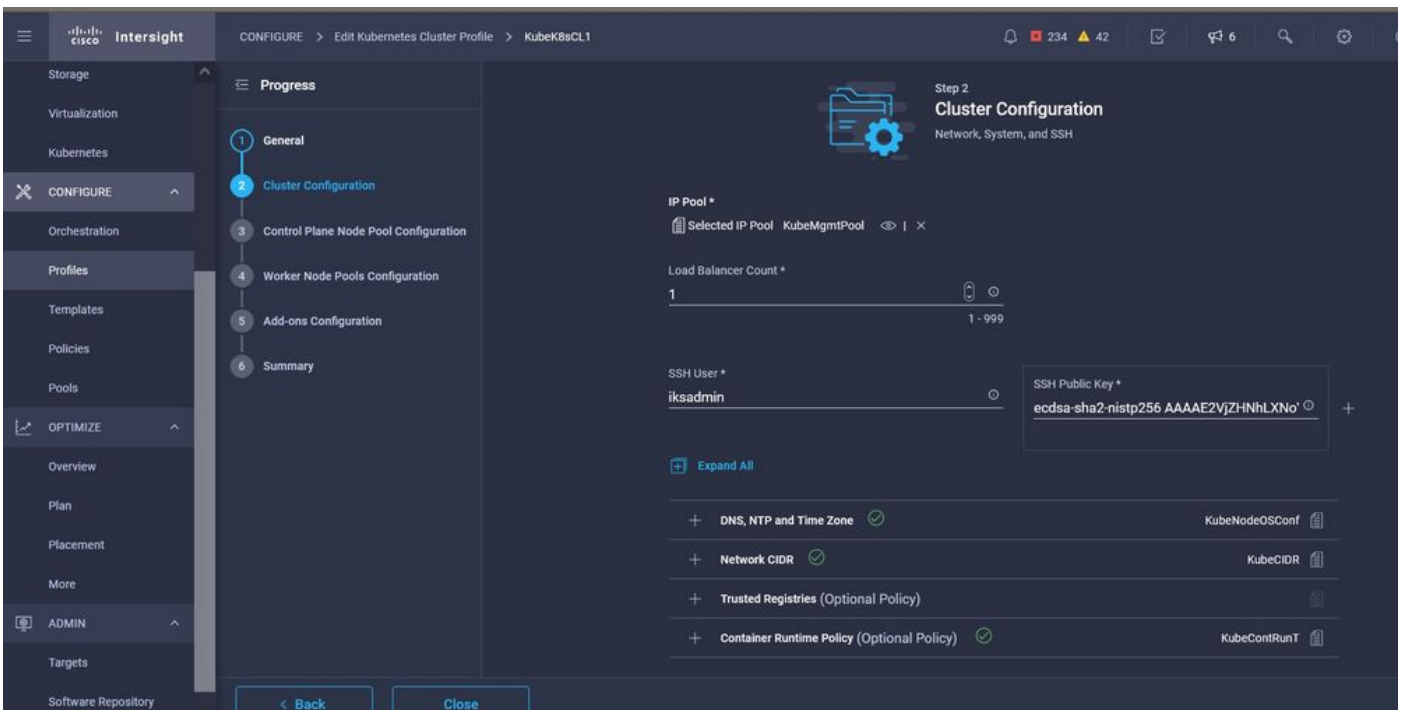 cisco Intersight
CONFIGURE > Edit Kubernetes Cluster Profile > KubeK8sCL1
234 42 6
Storage
Virtualization
Kubernetes
CONFIGURE
Orchestration
Profiles
Templates
Policies
Pools
OPTIMIZE
Overview
Plan
Placement
More
ADMIN
Targets
Software Repository
Progress
1 General
2 Cluster Configuration
3 Control Plane Node Pool Configuration
4 Worker Node Pools Configuration
5 Add-ons Configuration
6 Summary
Step 2
Cluster Configuration
Network, System, and SSH
IP Pool *
Selected IP Pool KubeMgmtPool
Load Balancer Count *
1
1 - 999
SSH User *
iksadmin
SSH Public Key *
ecdsa-sha2-nistp256 AAAAE2VjZHNhLXNo
Expand All
DNS, NTP and Time Zone KubeNodeOSConf
Network CIDR KubeCIDR
Trusted Registries (Optional Policy)
Container Runtime Policy (Optional Policy) KubeContRunT
< Back Close